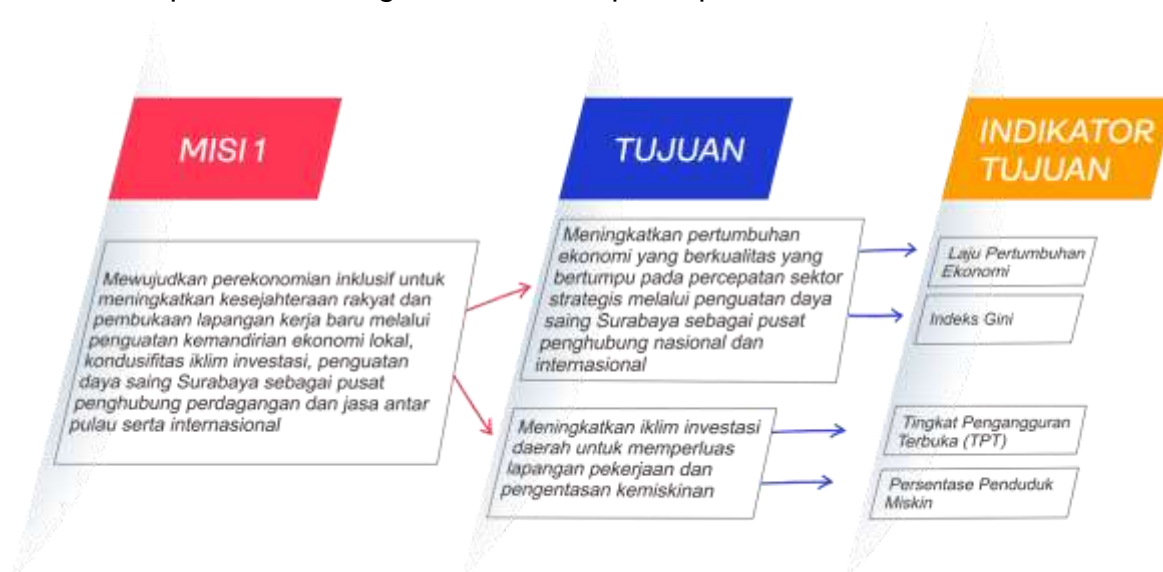 MISI 1
Mewujudkan perekonomian inklusif untuk
meningkatkan kesejahteraan rakyat dan
pembukaan lapangan kerja baru melalui
penguatan kemandirian ekonomi lokal,
kondusifitas iklim investasi, penguatan
daya saing Surabaya sebagai pusat
penghubung perdagangan dan jasa antar
pulau serta internasional
TUJUAN
Meningkatkan pertumbuhan
ekonomi yang berkualitas yang
bertumpu pada percepatan sektor
strategis melalui penguatan daya
saing Surabaya sebagai pusat
penghubung nasional dan
internasional
Meningkatkan iklim investasi
daerah untuk memperluas
lapangan pekerjaan dan
pengentasan kemiskinan
INDIKATOR
TUJUAN
Laju Pertumbuhan
Ekonomi
Indeks Gini
Tingkat Pengangguran
Terbuka (TPT)
Persentase Penduduk
Miskin